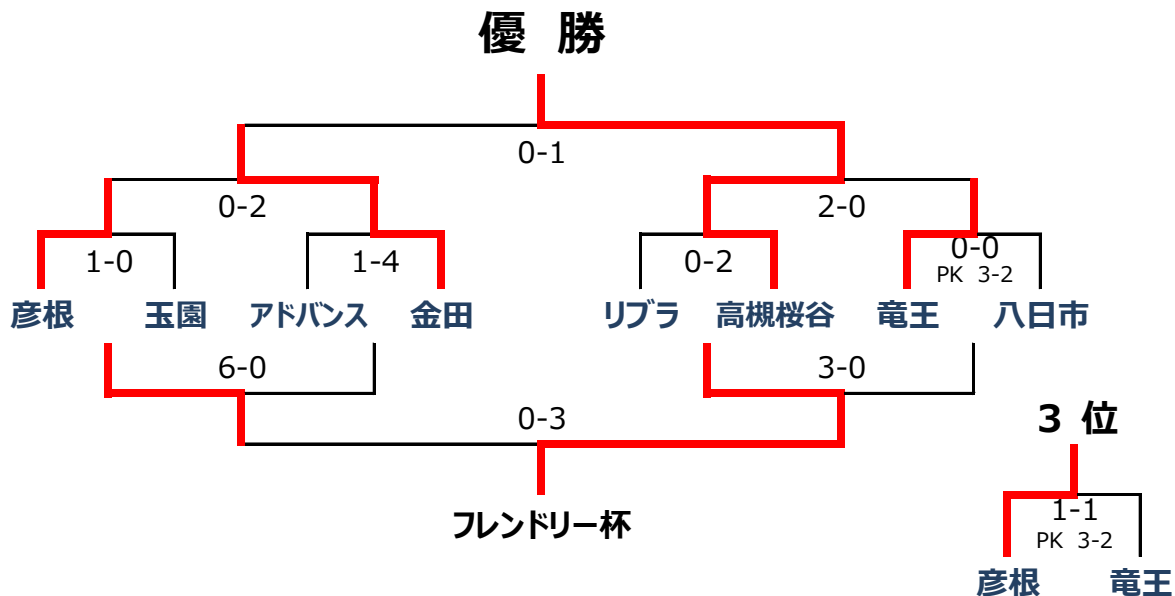 優 勝
0-1
0-2
2-0
1-0
1-4
0-2
0-0
PK 3-2
彦根
玉園
アドバンス
金田
リブラ
高槻桜谷
竜王
八日市
6-0
3-0
0-3
3 位
フレンドリー杯
1-1
PK 3-2
彦根
竜王